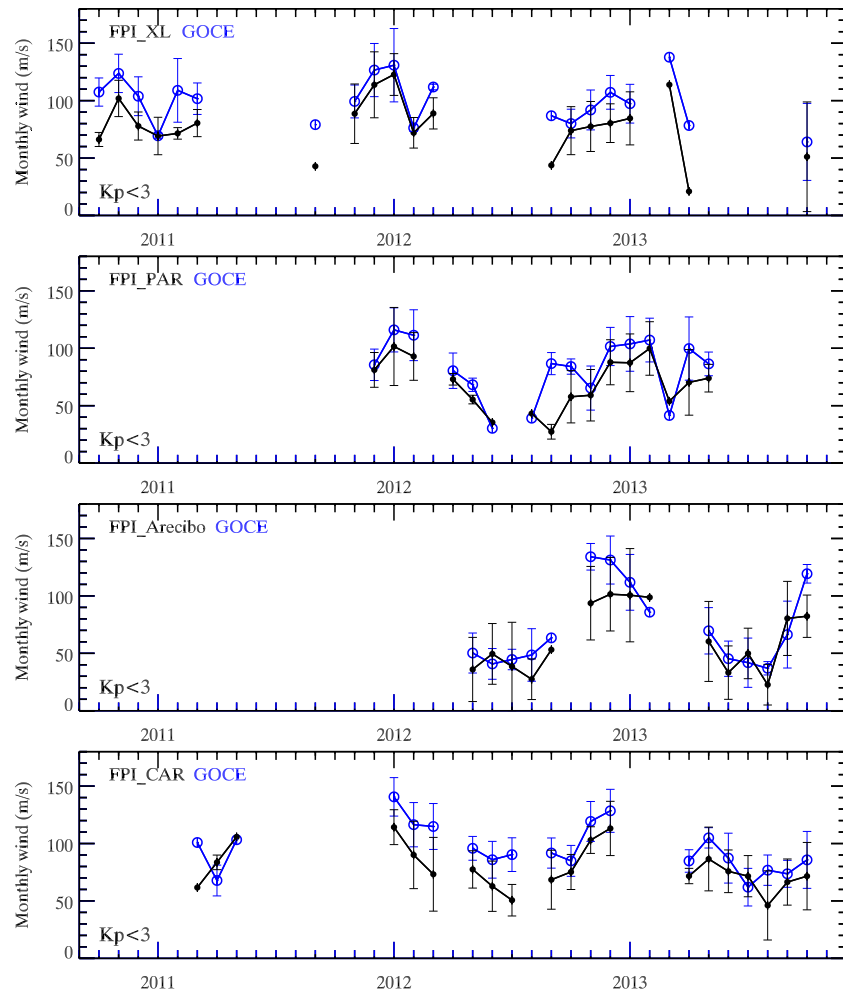 FPI_XL GOCE
150
100
50
0
Monthly wind (m/s)
Kp<3
2011 2012 2013
FPI_PAR GOCE
150
100
50
0
Monthly wind (m/s)
Kp<3
2011 2012 2013
FPI_Arecibo GOCE
150
100
50
0
Monthly wind (m/s)
Kp<3
2011 2012 2013
FPI_CAR GOCE
150
100
50
0
Monthly wind (m/s)
Kp<3
2011 2012 2013